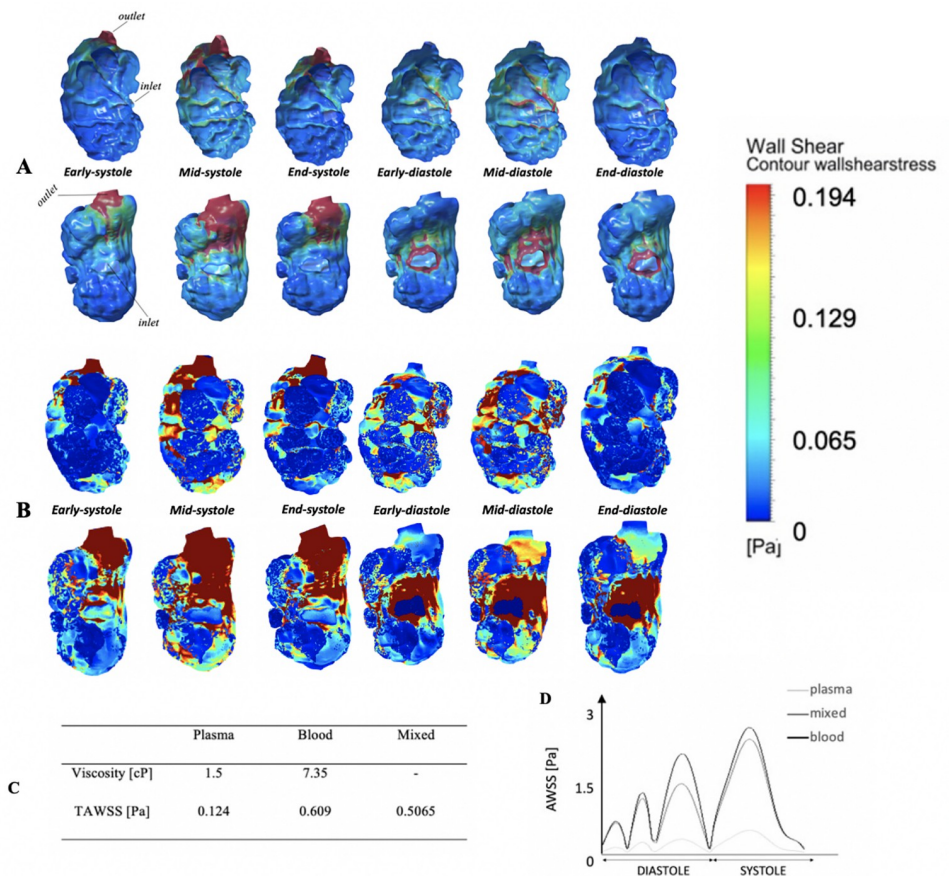 outlet
inlet
A
Early-systole Mid-systole End-systole Early-diastole Mid-diastole End-diastole
outlet
inlet
B
Early-systole Mid-systole End-systole Early-diastole Mid-diastole End-diastole
Wall Shear
Contour wallshearstress
0.194
0.129
0.065
0
[Pa]
C
Plasma Blood Mixed
Viscosity [cP] 1.5 7.35 -
TAWSS [Pa] 0.124 0.609 0.5065
D
plasma
mixed
blood
AWSS [Pa]
3
1.5
0
DIASTOLE SYSTOLE